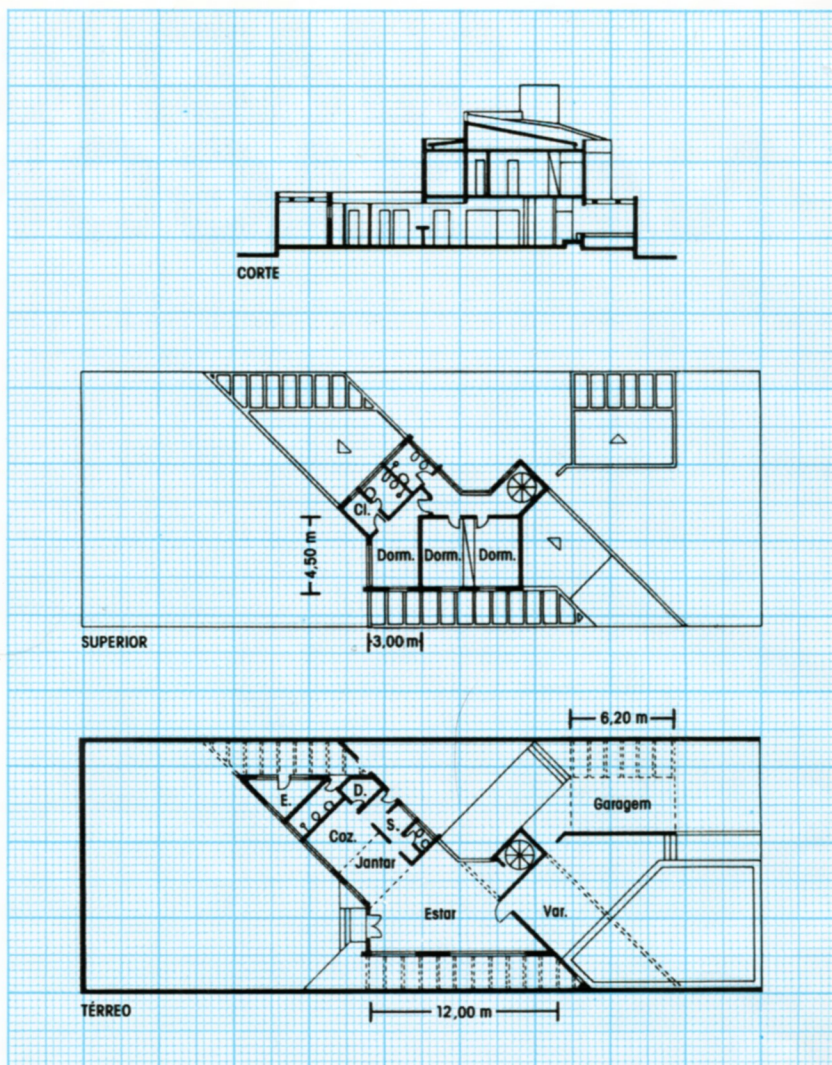 CORTE
Cl.
4,50 m
Dorm. Dorm. Dorm.
SUPERIOR
3,00 m
6,20 m
E.
D.
S.
Garagem
Coz.
Jantar
Estar
Var.
TÉRREO
12,00 m